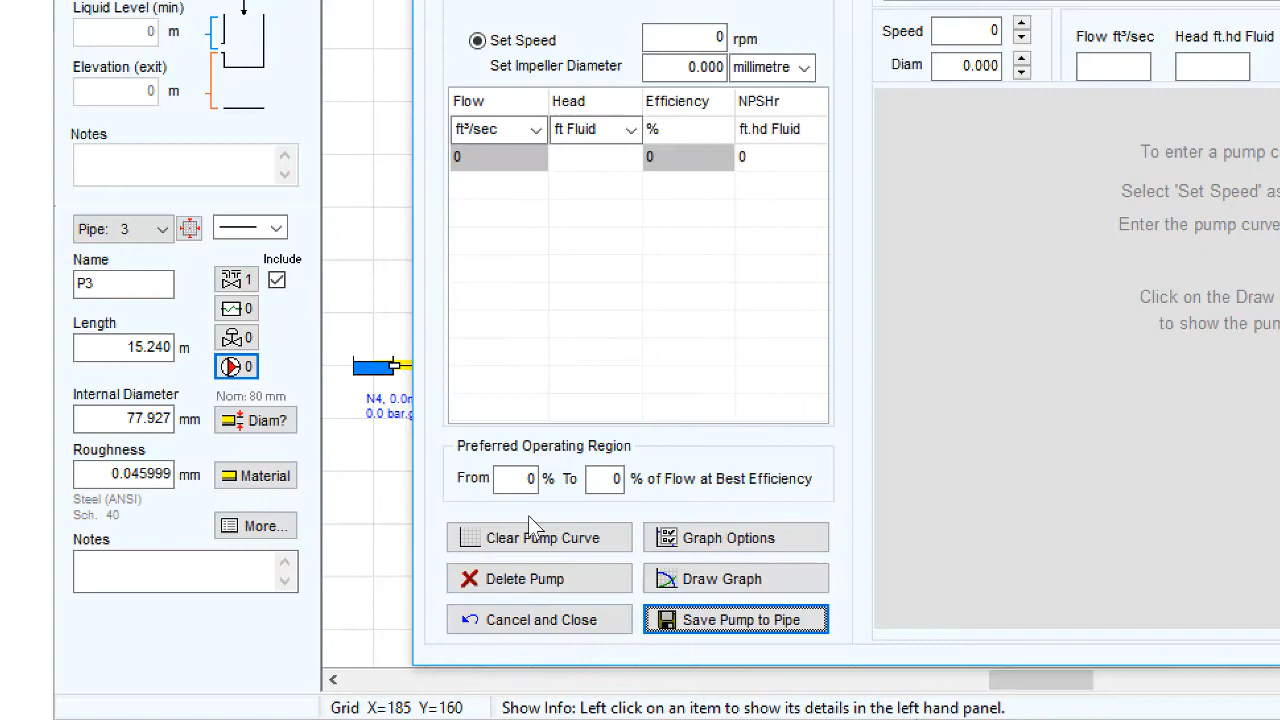 Liquid Level (min)
0 m
Elevation (exit)
0 m
Notes
Pipe: 3
Name
Include
P3
1
0
Length
15.240 m
0
0
Internal Diameter
Nom: 80 mm
77.927 mm
Diam?
Roughness
0.045999 mm
Material
Steel (ANSI)
Sch. 40
More...
Notes
N4, 0.0
0.0 bar.g
Set Speed 0 rpm
Set Impeller Diameter 0.000 millimetre
Flow Head Efficiency NPSHr
ft³/sec ft Fluid % ft.hd Fluid
0 0 0
Preferred Operating Region
From 0 % To 0 % of Flow at Best Efficiency
Clear Pump Curve Graph Options
Delete Pump Draw Graph
Cancel and Close Save Pump to Pipe
Speed 0
Diam 0.000
Flow ft³/sec Head ft.hd Fluid
To enter a pump c
Select 'Set Speed' as
Enter the pump curve
Click on the Draw
to show the pum
Grid X=185 Y=160 Show Info: Left click on an item to show its details in the left hand panel.